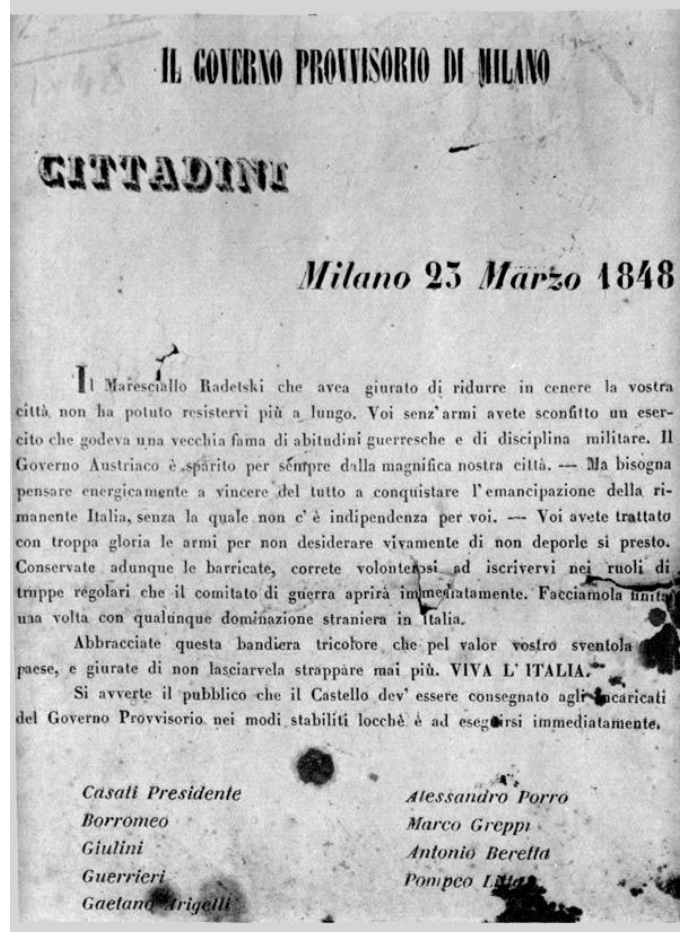 IL GOVERNO PROVVISORIO DI MILANO
CITTADINI
Milano 23 Marzo 1848
Il Maresciallo Radetski che avea giurato di ridurre in cenere la vostra
città, non ha potuto resistervi più a lungo. Voi senz'armi avete sconfitto un eser-
cito che godeva una vecchia fama di abitudini guerresche e di disciplina militare. Il
Governo Austriaco è sparito per sempre dalla magnifica nostra città. — Ma bisogna
pensare energicamente a vincere del tutto a conquistare l'emancipazione della ri-
manente Italia, senza la quale non c'è indipendenza per voi. — Voi avete trattato
con troppa gloria le armi per non desiderare vivamente di non deporle sì presto.
Conservate adunque le barricate, correte volonterosi ad iscrivervi nei ruoli di
truppe regolari che il comitato di guerra aprirà immediatamente. Facciamola finita
una volta con qualunque dominazione straniera in Italia.
Abbracciate questa bandiera tricolore che pel valor vostro sventola
paese, e giurate di non lasciarvela strappare mai più. VIVA L'ITALIA.
Si avverte il pubblico che il Castello dev'essere consegnato agli incaricati
del Governo Provvisorio nei modi stabiliti locchè è ad eseguirsi immediatamente.
Casati Presidente
Borromeo
Giulini
Guerrieri
Gaetano
Alessandro Porro
Marco Greppi
Antonio Beretta
Pompeo Litta